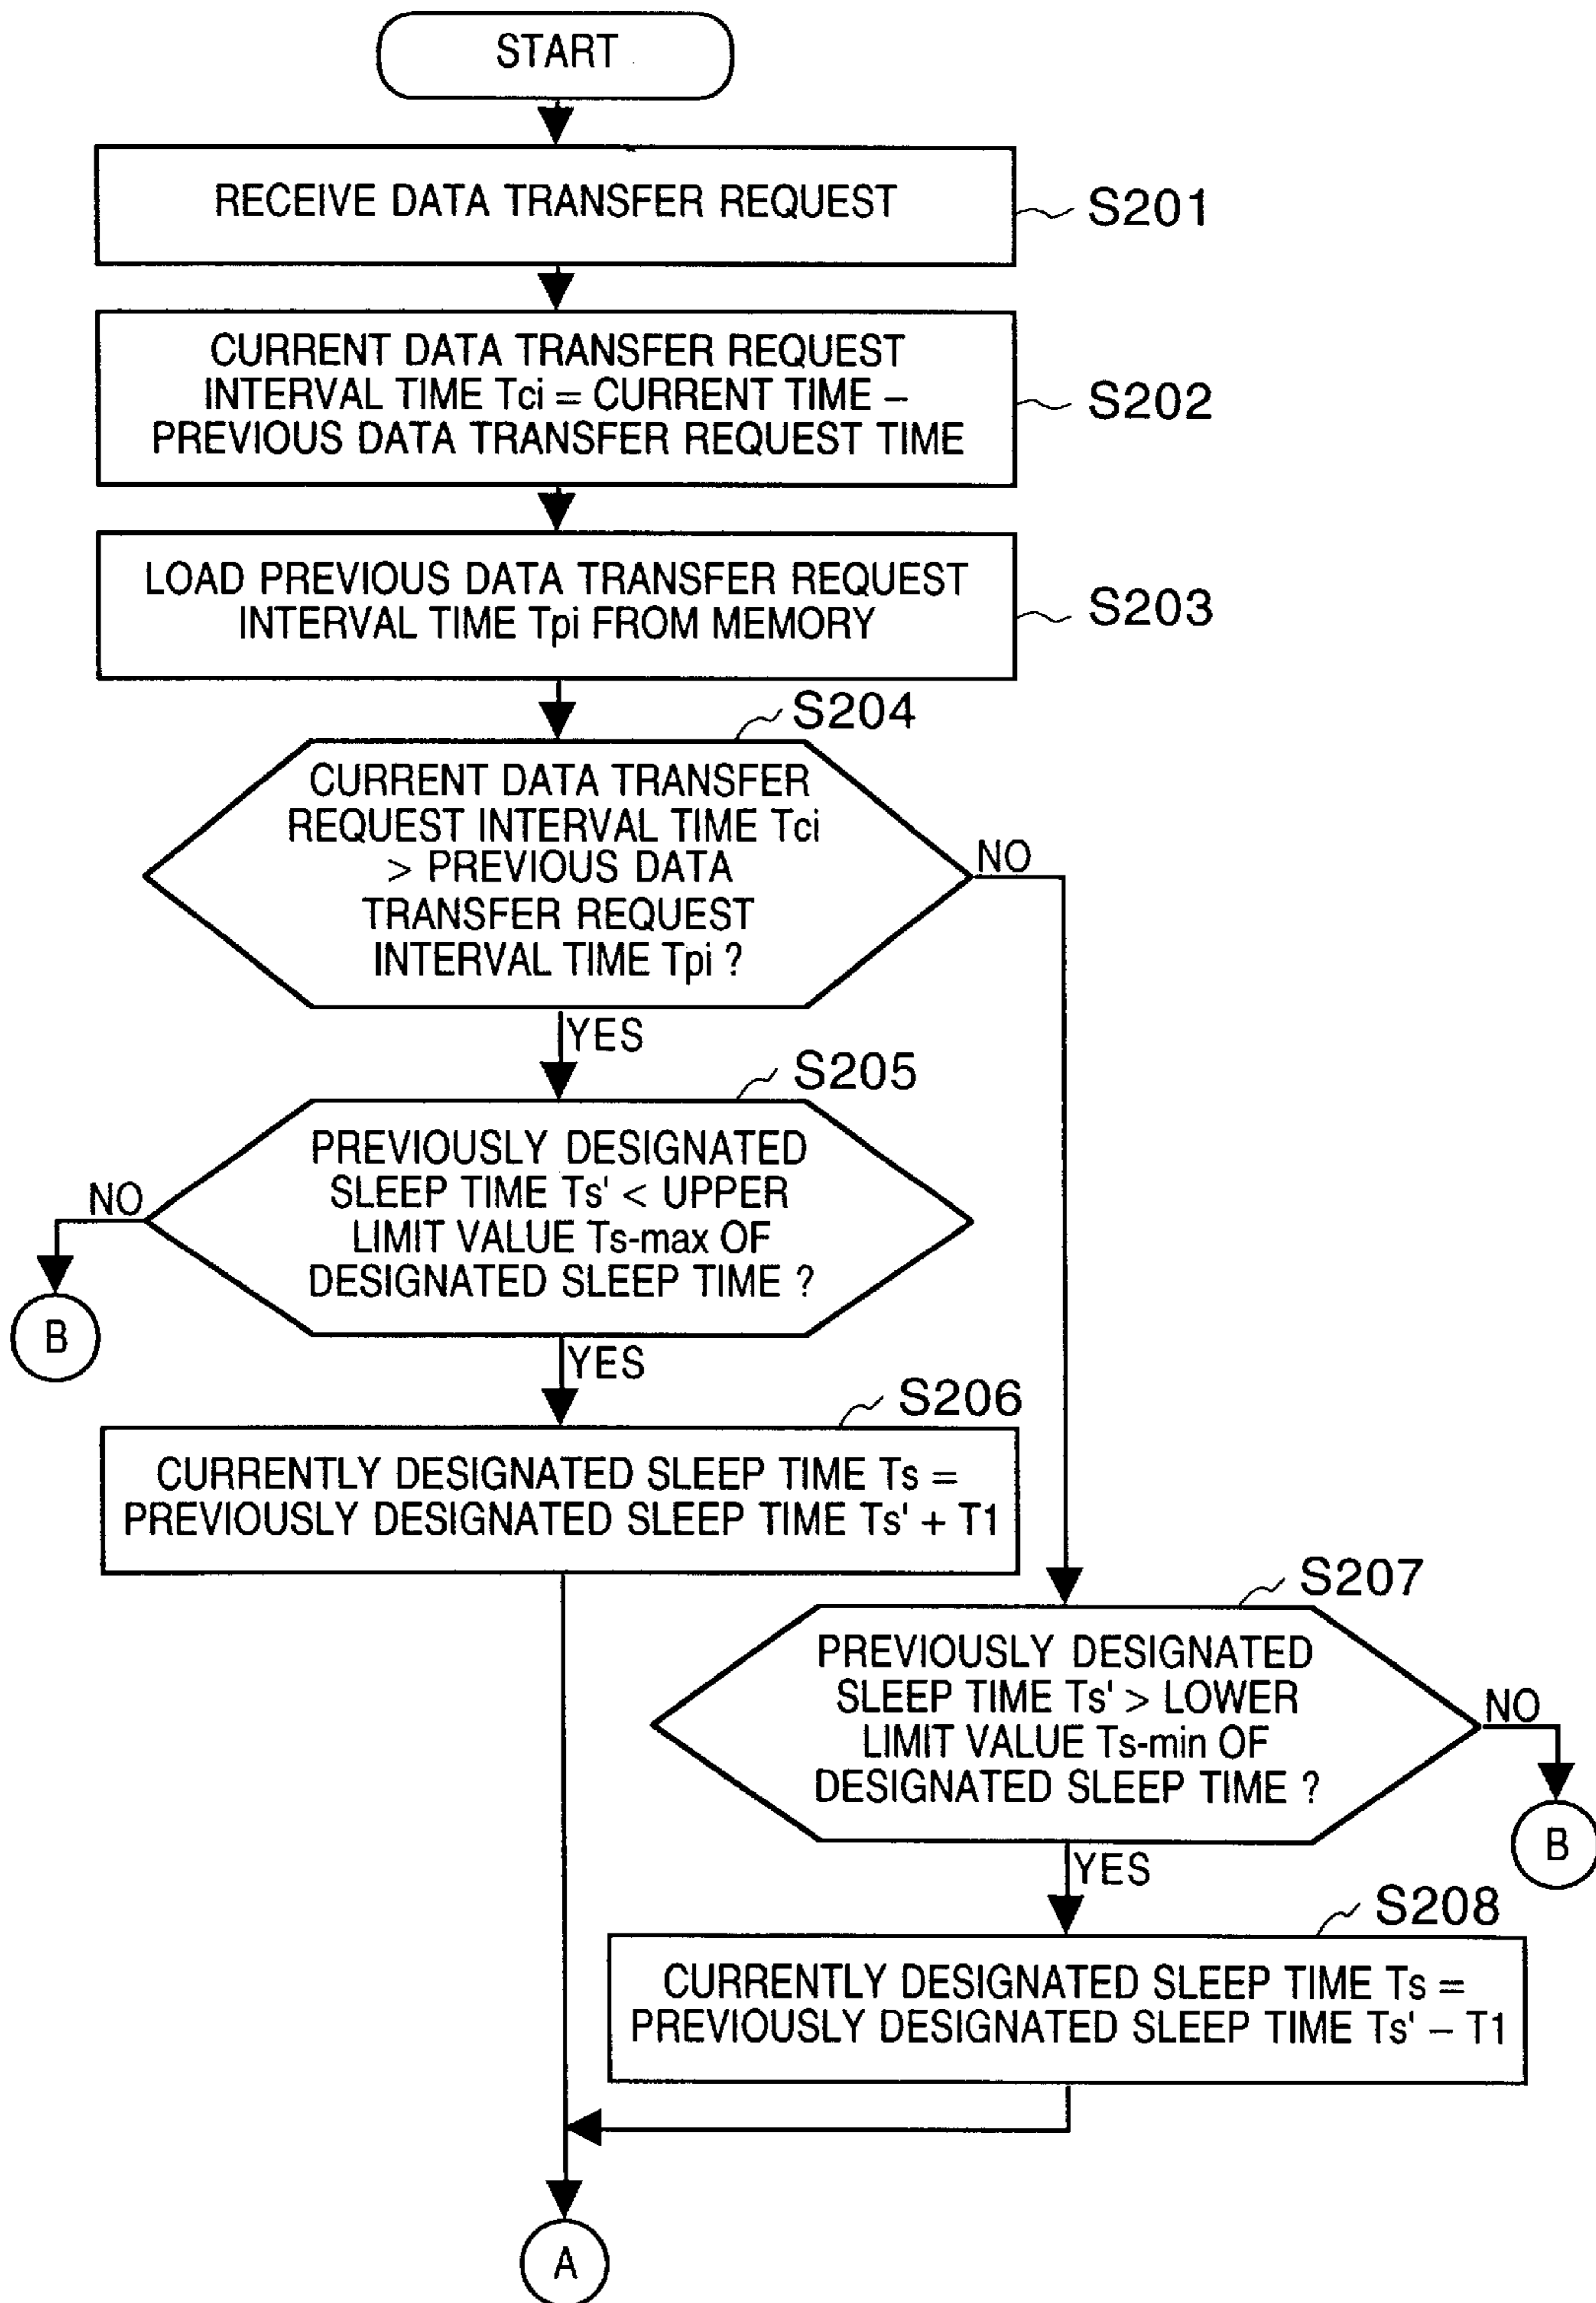 START
RECEIVE DATA TRANSFER REQUEST
S201
CURRENT DATA TRANSFER REQUEST
INTERVAL TIME Tci = CURRENT TIME –
PREVIOUS DATA TRANSFER REQUEST TIME
S202
LOAD PREVIOUS DATA TRANSFER REQUEST
INTERVAL TIME Tpi FROM MEMORY
S203
S204
CURRENT DATA TRANSFER
REQUEST INTERVAL TIME Tci
> PREVIOUS DATA
TRANSFER REQUEST
INTERVAL TIME Tpi ?
NO
YES
S205
PREVIOUSLY DESIGNATED
SLEEP TIME Ts' < UPPER
LIMIT VALUE Ts-max OF
DESIGNATED SLEEP TIME ?
NO
B
YES
S206
CURRENTLY DESIGNATED SLEEP TIME Ts =
PREVIOUSLY DESIGNATED SLEEP TIME Ts' + T1
S207
PREVIOUSLY DESIGNATED
SLEEP TIME Ts' > LOWER
LIMIT VALUE Ts-min OF
DESIGNATED SLEEP TIME ?
NO
B
YES
S208
CURRENTLY DESIGNATED SLEEP TIME Ts =
PREVIOUSLY DESIGNATED SLEEP TIME Ts' – T1
A